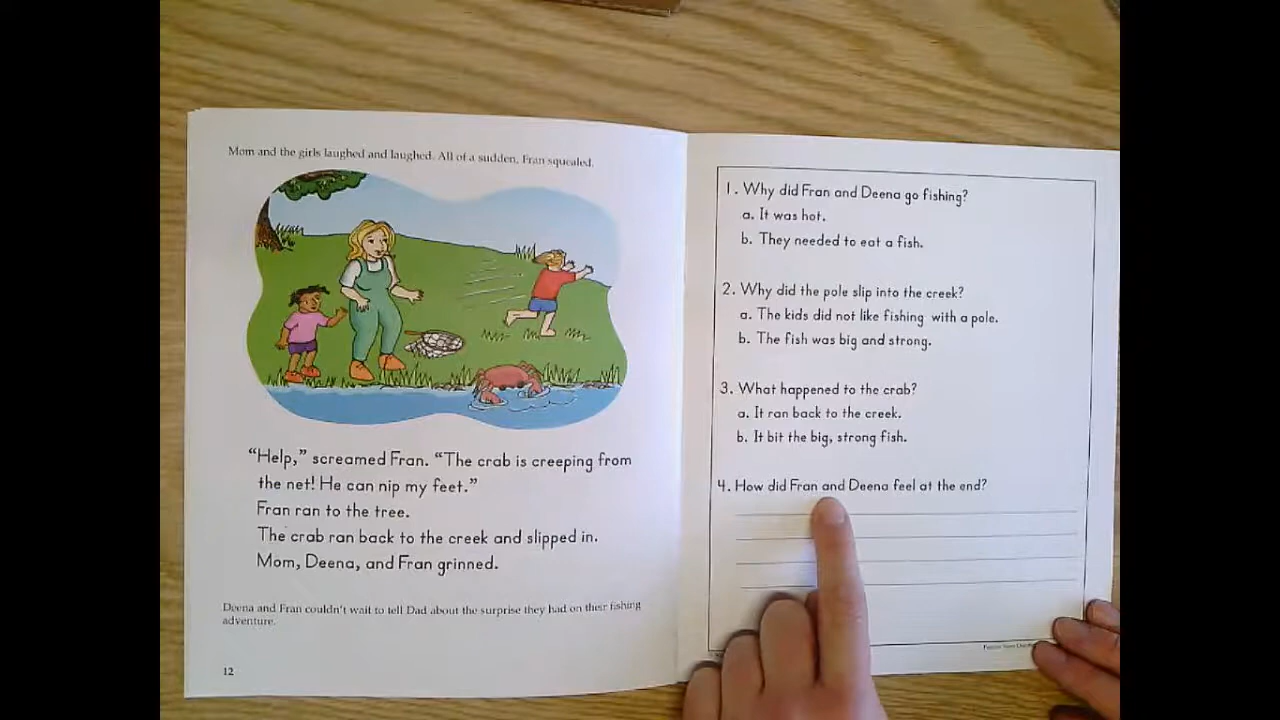 Mom and the girls laughed and laughed. All of a sudden, Fran squealed.
“Help,” screamed Fran. “The crab is creeping from
the net! He can nip my feet.”
Fran ran to the tree.
The crab ran back to the creek and slipped in.
Mom, Deena, and Fran grinned.
Deena and Fran couldn't wait to tell Dad about the surprise they had on their fishing
adventure.
12
1. Why did Fran and Deena go fishing?
a. It was hot.
b. They needed to eat a fish.
2. Why did the pole slip into the creek?
a. The kids did not like fishing with a pole.
b. The fish was big and strong.
3. What happened to the crab?
a. It ran back to the creek.
b. It bit the big, strong fish.
4. How did Fran and Deena feel at the end?